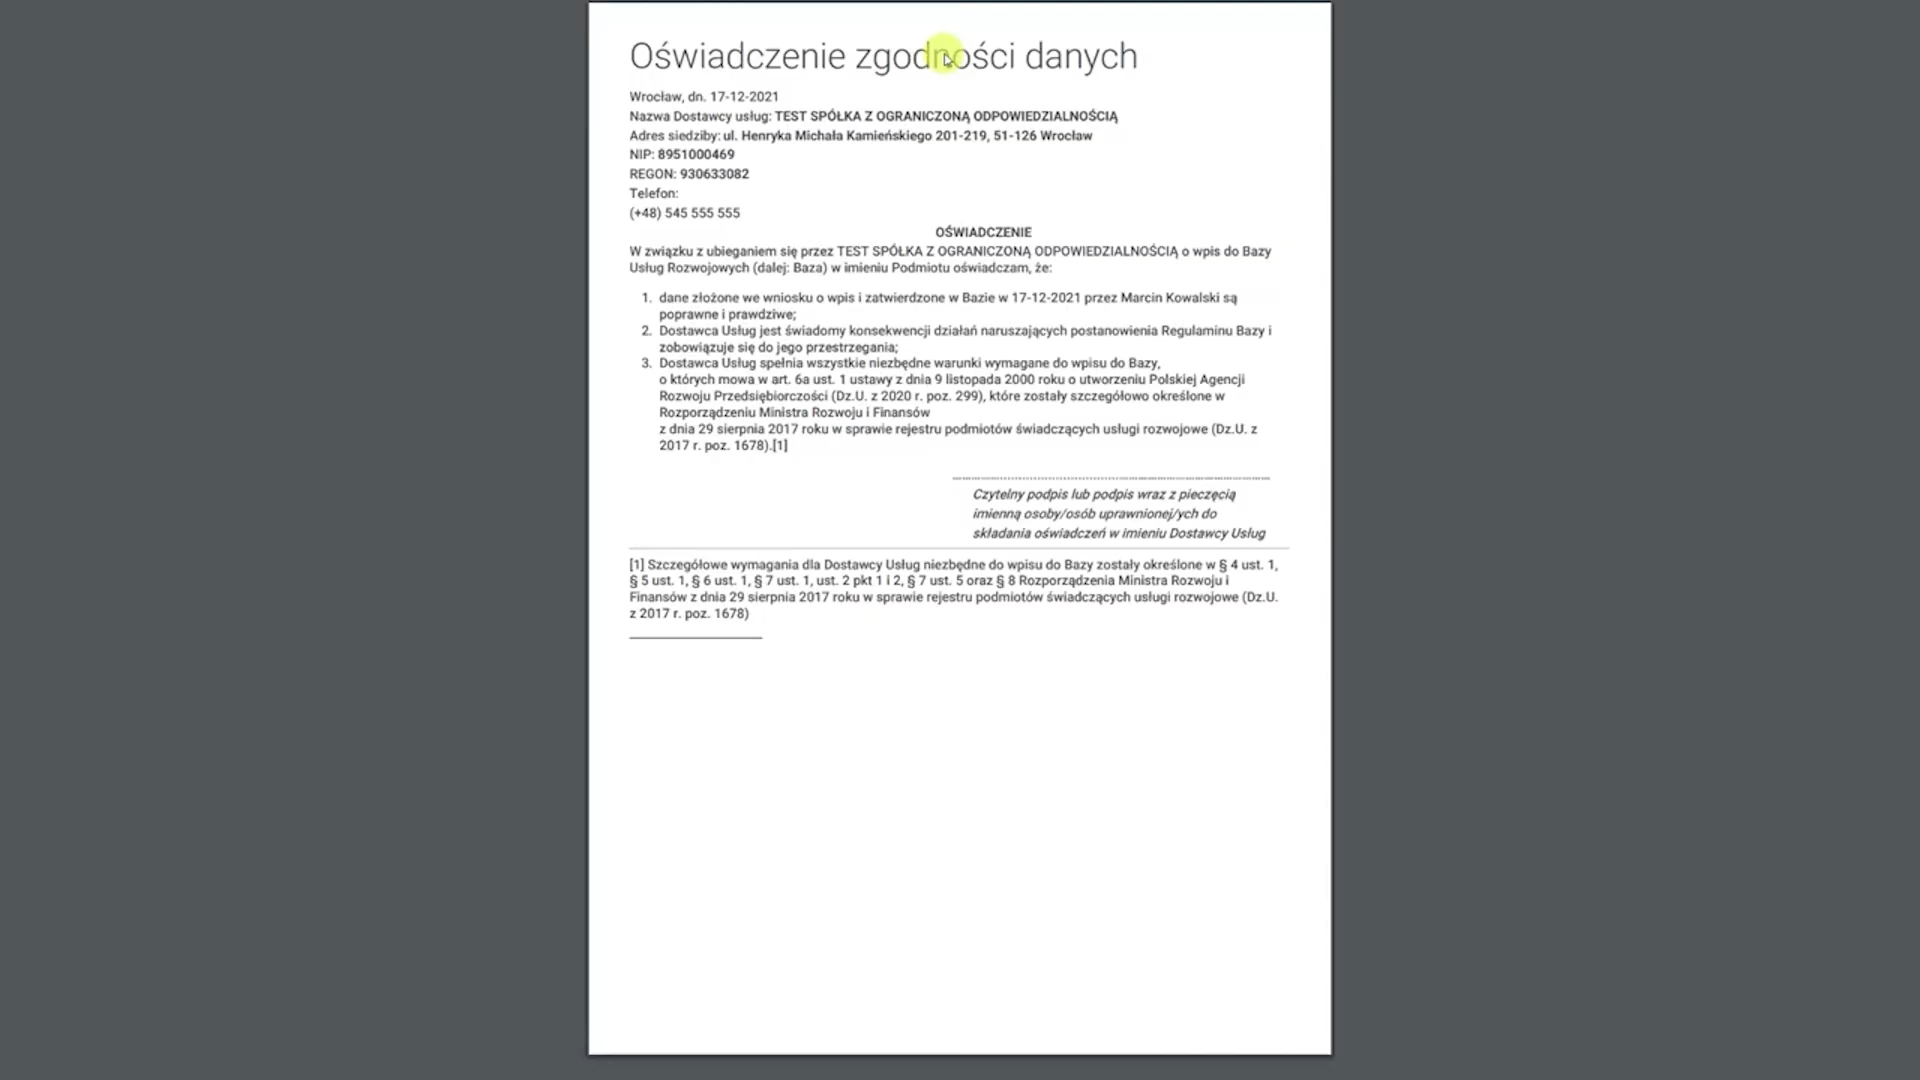 Oświadczenie zgodności danych
Wrocław, dn. 17-12-2021
Nazwa Dostawcy usług: TEST SPÓŁKA Z OGRANICZONĄ ODPOWIEDZIALNOŚCIĄ
Adres siedziby: ul. Henryka Michała Kamieńskiego 201-219, 51-126 Wrocław
NIP: 8951000469
REGON: 930633082
Telefon:
(+48) 545 555 555
OŚWIADCZENIE
W związku z ubieganiem się przez TEST SPÓŁKA Z OGRANICZONĄ ODPOWIEDZIALNOŚCIĄ o wpis do Bazy
Usług Rozwojowych (dalej: Baza) w imieniu Podmiotu oświadczam, że:
1. dane złożone we wniosku o wpis i zatwierdzone w Bazie w 17-12-2021 przez Marcin Kowalski są
poprawne i prawdziwe;
2. Dostawca Usług jest świadomy konsekwencji działań naruszających postanowienia Regulaminu Bazy i
zobowiązuje się do jego przestrzegania;
3. Dostawca Usług spełnia wszystkie niezbędne warunki wymagane do wpisu do Bazy,
o których mowa w art. 6a ust. 1 ustawy z dnia 9 listopada 2000 roku o utworzeniu Polskiej Agencji
Rozwoju Przedsiębiorczości (Dz.U. z 2020 r. poz. 299), które zostały szczegółowo określone w
Rozporządzeniu Ministra Rozwoju i Finansów
z dnia 29 sierpnia 2017 roku w sprawie rejestru podmiotów świadczących usługi rozwojowe (Dz.U. z
2017 r. poz. 1678).[1]
Czytelny podpis lub podpis wraz z pieczęcią
imienną osoby/osób uprawnionej/ych do
składania oświadczeń w imieniu Dostawcy Usług
[1] Szczegółowe wymagania dla Dostawcy Usług niezbędne do wpisu do Bazy zostały określone w § 4 ust. 1,
§ 5 ust. 1, § 6 ust. 1, § 7 ust. 1, ust. 2 pkt 1 i 2, § 7 ust. 5 oraz § 8 Rozporządzenia Ministra Rozwoju i
Finansów z dnia 29 sierpnia 2017 roku w sprawie rejestru podmiotów świadczących usługi rozwojowe (Dz.U.
z 2017 r. poz. 1678)